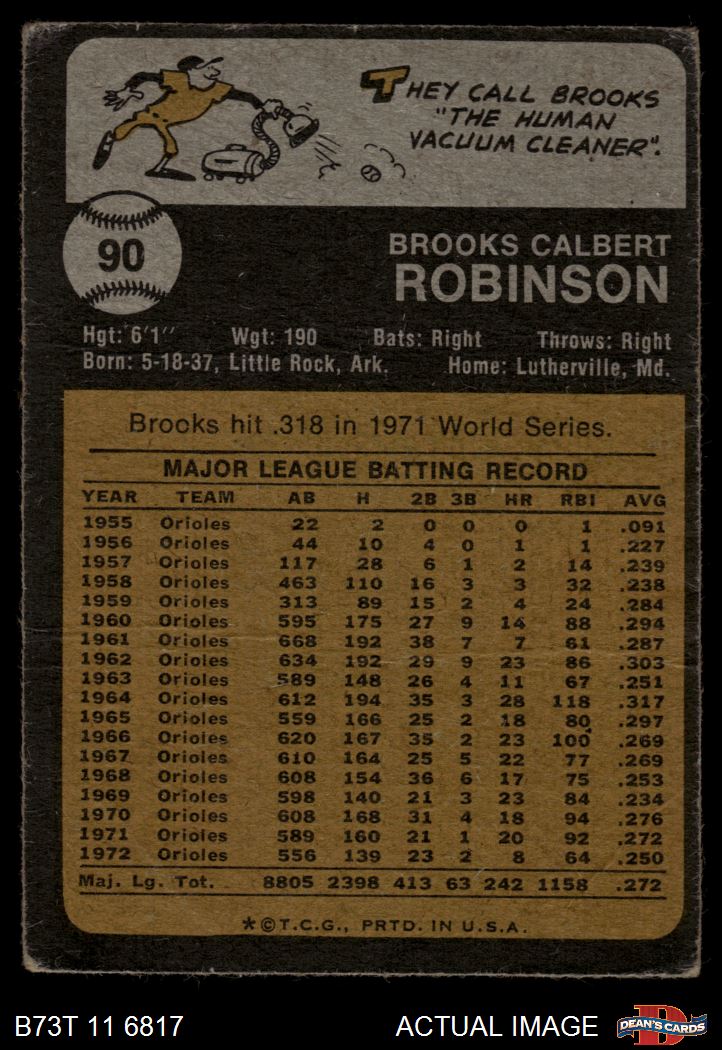 THEY CALL BROOKS
"THE HUMAN
VACUUM CLEANER".
90
BROOKS CALBERT
ROBINSON
Hgt: 6'1" Wgt: 190 Bats: Right Throws: Right
Born: 5-18-37, Little Rock, Ark. Home: Lutherville, Md.
Brooks hit .318 in 1971 World Series.
MAJOR LEAGUE BATTING RECORD
YEAR TEAM AB H 2B 3B HR RBI AVG
1955 Orioles 22 2 0 0 0 1 .091
1956 Orioles 44 10 4 0 1 1 .227
1957 Orioles 117 28 6 1 2 14 .239
1958 Orioles 463 110 16 3 3 32 .238
1959 Orioles 313 89 15 2 4 24 .284
1960 Orioles 595 175 27 9 14 88 .294
1961 Orioles 668 192 38 7 7 61 .287
1962 Orioles 634 192 29 9 23 86 .303
1963 Orioles 589 148 26 4 11 67 .251
1964 Orioles 612 194 35 3 28 118 .317
1965 Orioles 559 166 25 2 18 80 .297
1966 Orioles 620 167 35 2 23 100 .269
1967 Orioles 610 164 25 5 22 77 .269
1968 Orioles 608 154 36 6 17 75 .253
1969 Orioles 598 140 21 3 23 84 .234
1970 Orioles 608 168 31 4 18 94 .276
1971 Orioles 589 160 21 1 20 92 .272
1972 Orioles 556 139 23 2 8 64 .250
Maj. Lg. Tot. 8805 2398 413 63 242 1158 .272
*©T.C.G., PRTD. IN U.S.A.
B73T 11 6817 ACTUAL IMAGE DEAN'S CARDS